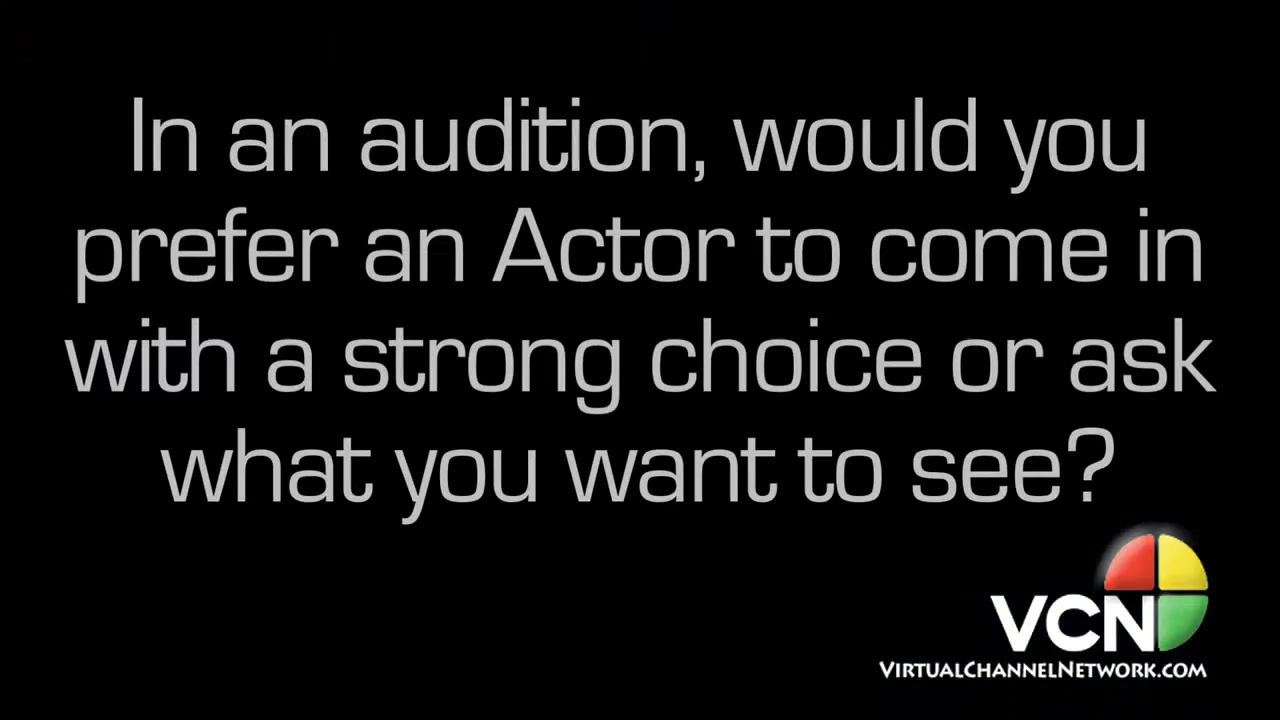 In an audition, would you
prefer an Actor to come in
with a strong choice or ask
what you want to see?
VCN
VIRTUALCHANNELNETWORK.COM